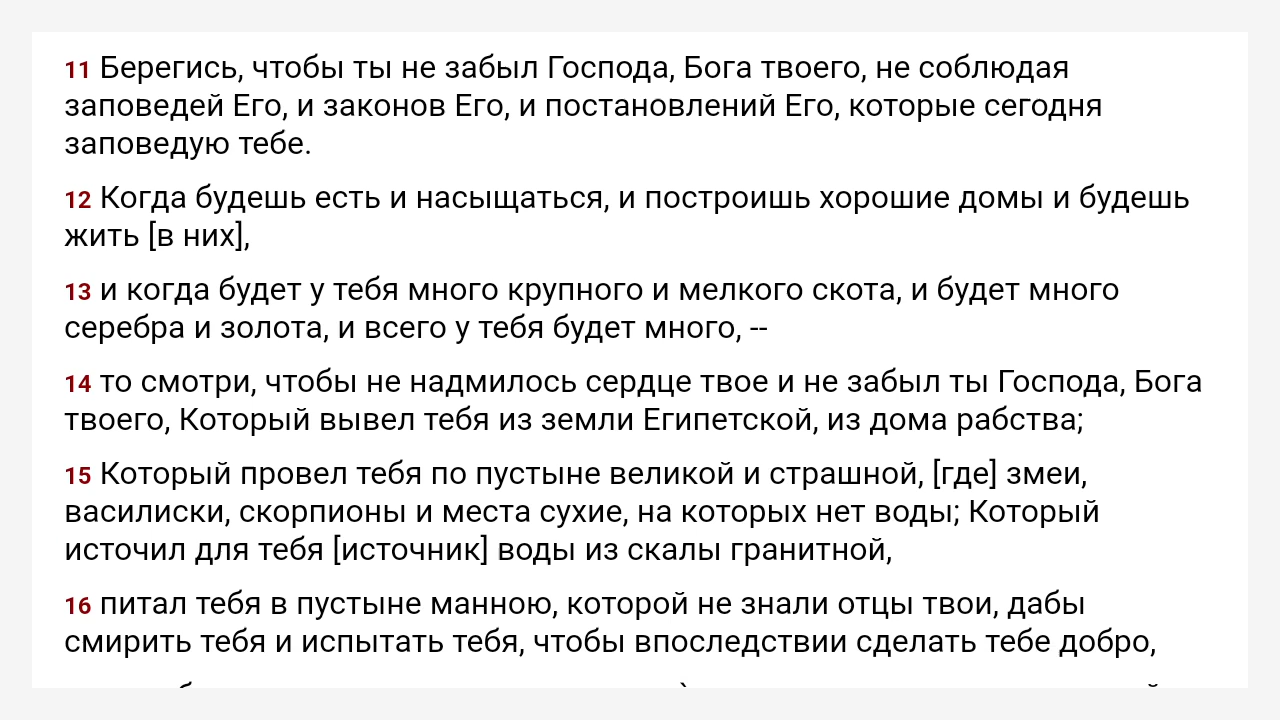 11 Берегись, чтобы ты не забыл Господа, Бога твоего, не соблюдая
заповедей Его, и законов Его, и постановлений Его, которые сегодня
заповедую тебе.
12 Когда будешь есть и насыщаться, и построишь хорошие домы и будешь
жить [в них],
13 и когда будет у тебя много крупного и мелкого скота, и будет много
серебра и золота, и всего у тебя будет много, --
14 то смотри, чтобы не надмилось сердце твое и не забыл ты Господа, Бога
твоего, Который вывел тебя из земли Египетской, из дома рабства;
15 Который провел тебя по пустыне великой и страшной, [где] змеи,
василиски, скорпионы и места сухие, на которых нет воды; Который
источил для тебя [источник] воды из скалы гранитной,
16 питал тебя в пустыне манною, которой не знали отцы твои, дабы
смирить тебя и испытать тебя, чтобы впоследствии сделать тебе добро,